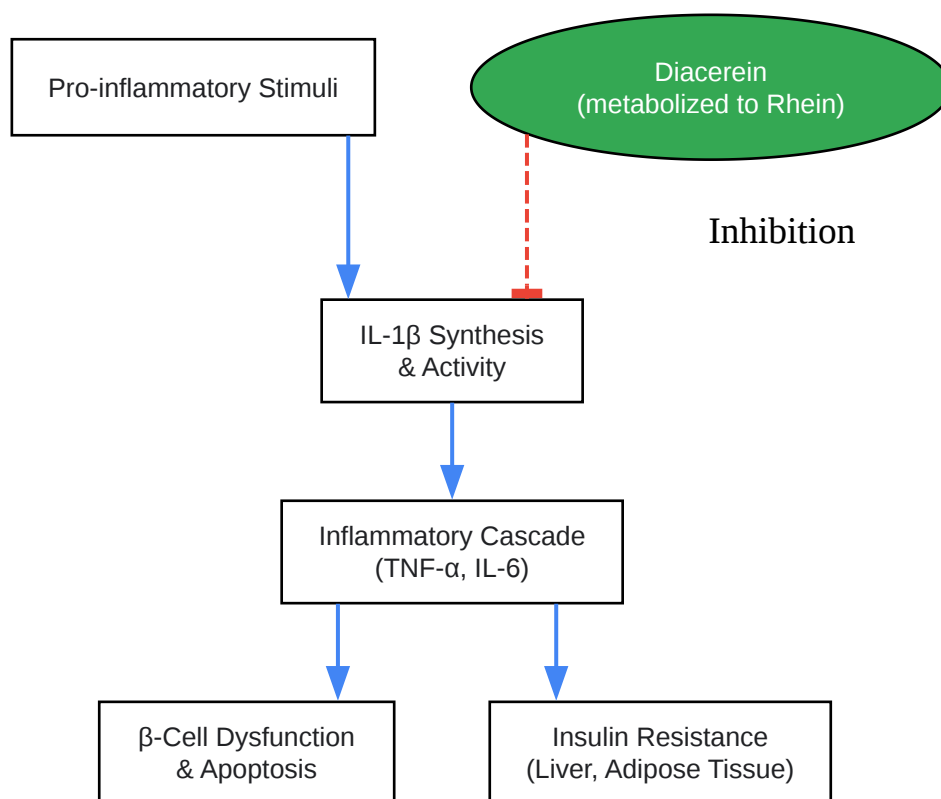 Pro-inflammatory Stimuli
Diacerein
(metabolized to Rhein)
Inhibition
IL-1β Synthesis
& Activity
Inflammatory Cascade
(TNF-α, IL-6)
β-Cell Dysfunction
& Apoptosis
Insulin Resistance
(Liver, Adipose Tissue)